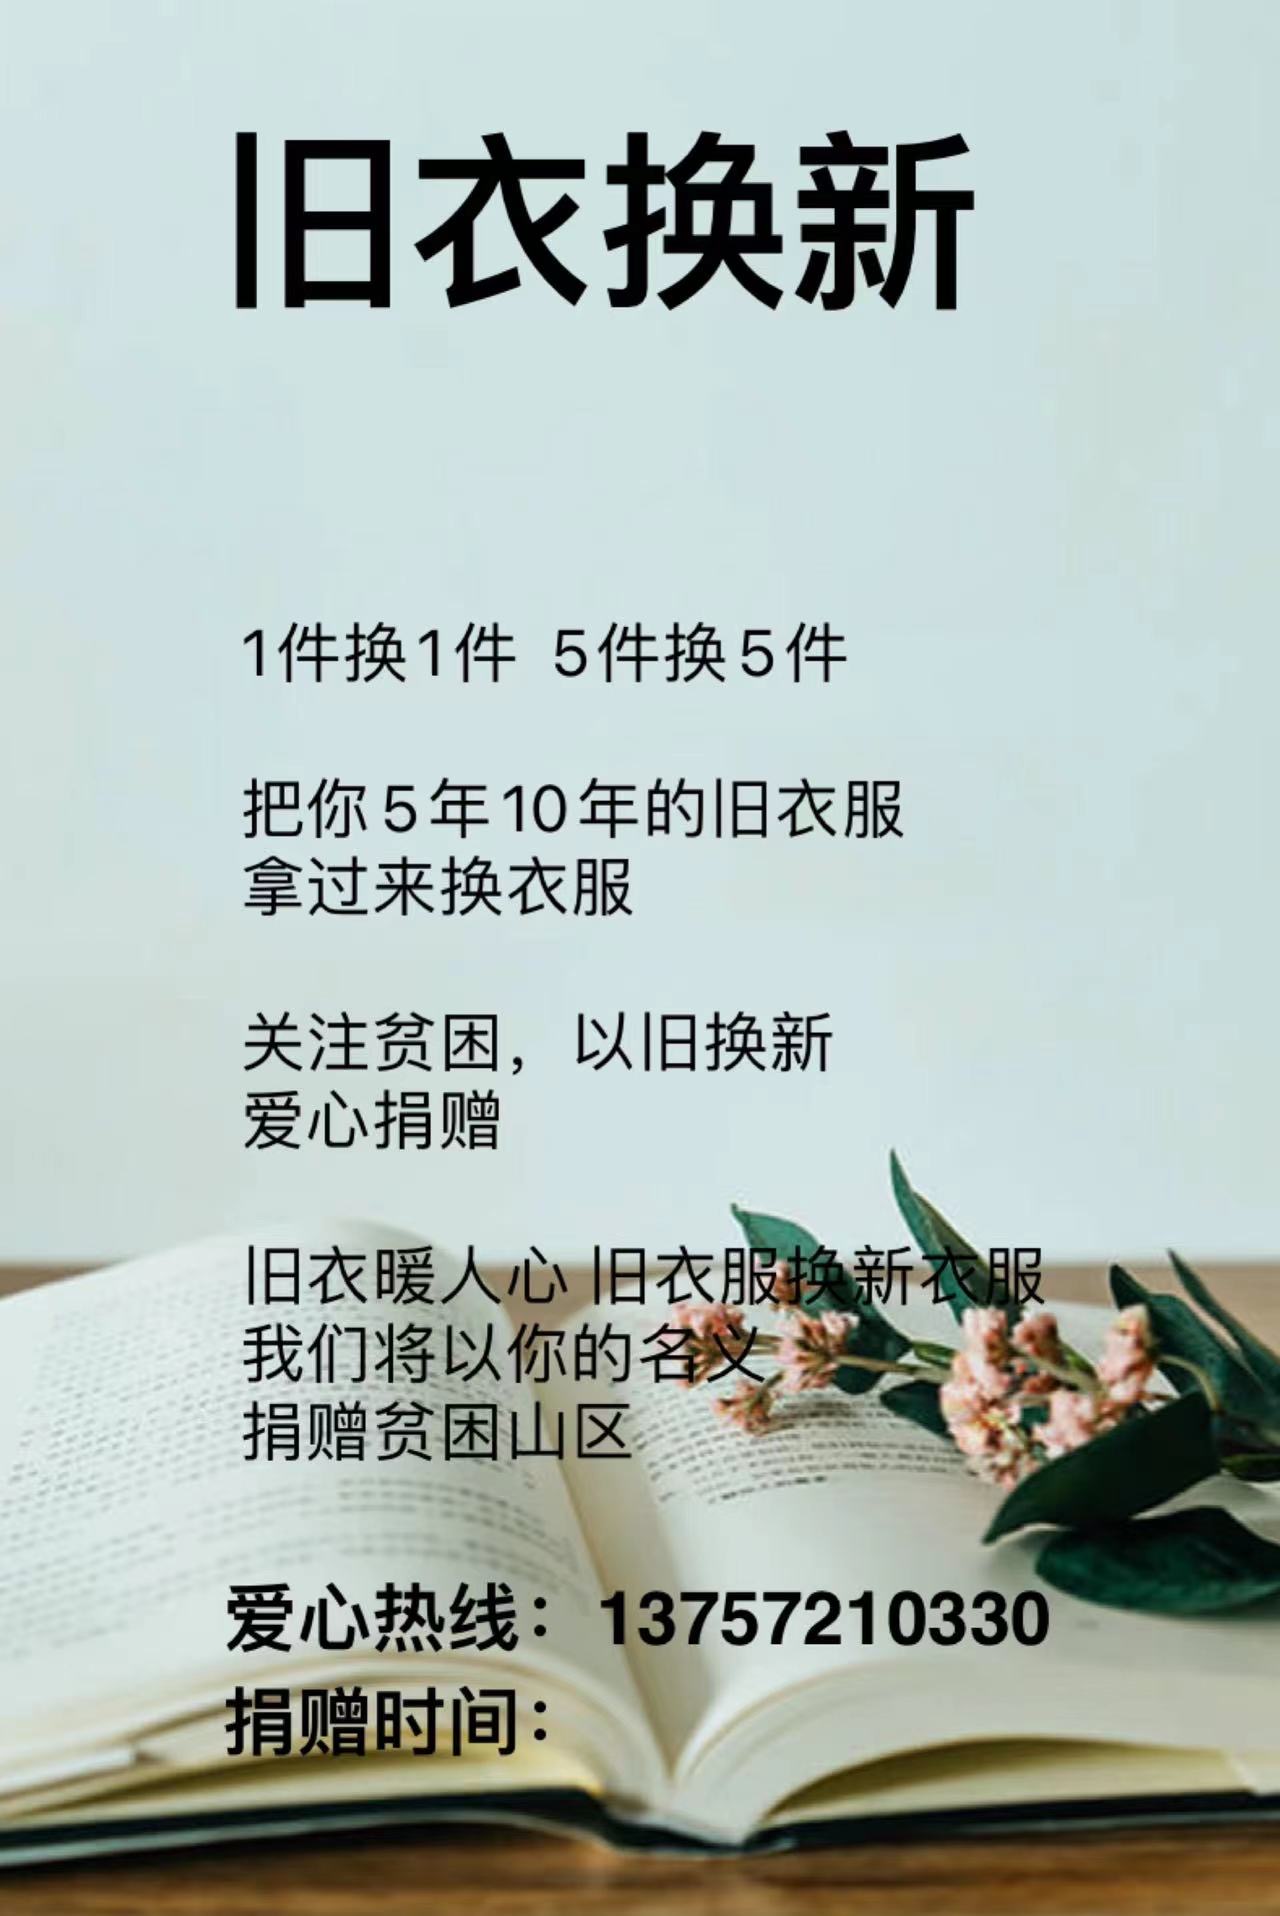 旧衣换新
1件换1件 5件换5件
把你5年10年的旧衣服
拿过来换衣服
关注贫困，以旧换新
爱心捐赠
旧衣暖人心 旧衣服换新衣服
我们将以你的名义
捐赠贫困山区
爱心热线：13757210330
捐赠时间：